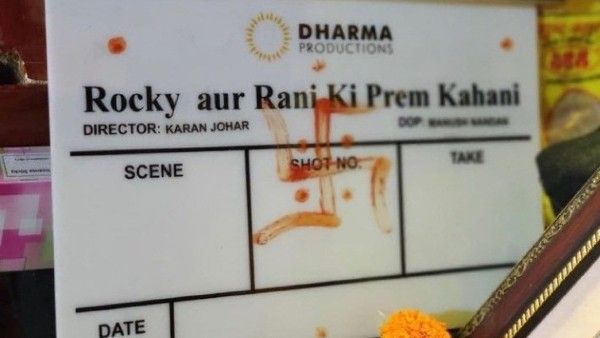 DHARMA
PRODUCTIONS
Rocky aur Rani Ki Prem Kahani
DIRECTOR: KARAN JOHAR
DOP: MANUSH NANDAN
SCENE
SHOT NO.
TAKE
DATE